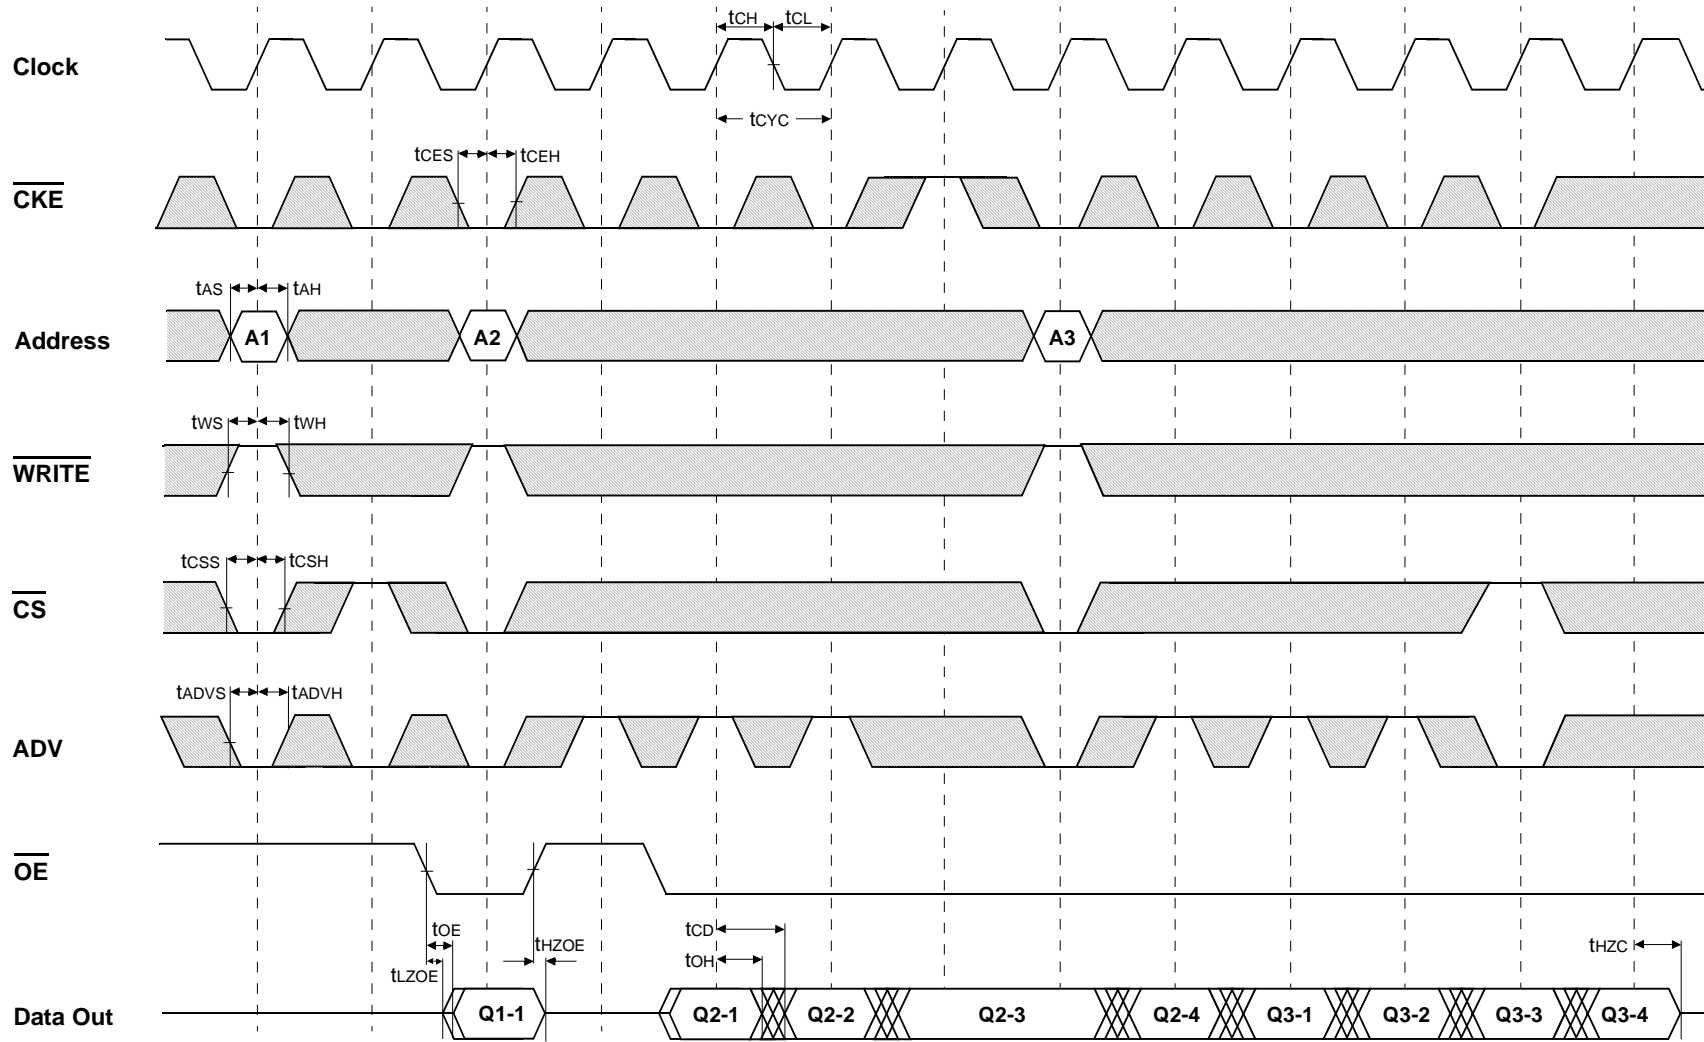 Clock
tCH
tCL
tCYC
CKE
tCES
tCEH
Address
tAS
tAH
A1
A2
A3
WRITE
tWS
tWH
CS
tCSS
tCSH
ADV
tADVS
tADVH
OE
tOE
tHZOE
tCD
tHZC
tLZOE
tOH
Data Out
Q1-1
Q2-1
Q2-2
Q2-3
Q2-4
Q3-1
Q3-2
Q3-3
Q3-4